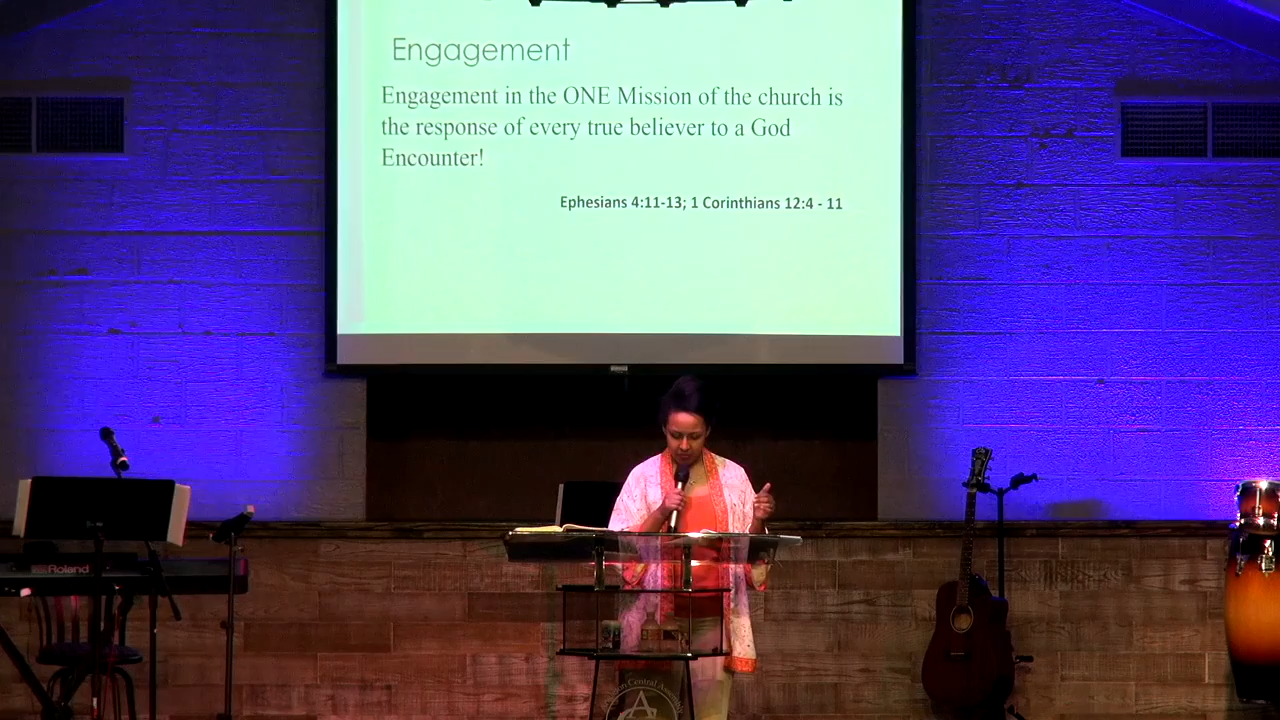 Engagement
Engagement in the ONE Mission of the church is
the response of every true believer to a God
Encounter!
Ephesians 4:11-13; 1 Corinthians 12:4 - 11
Roland
Central